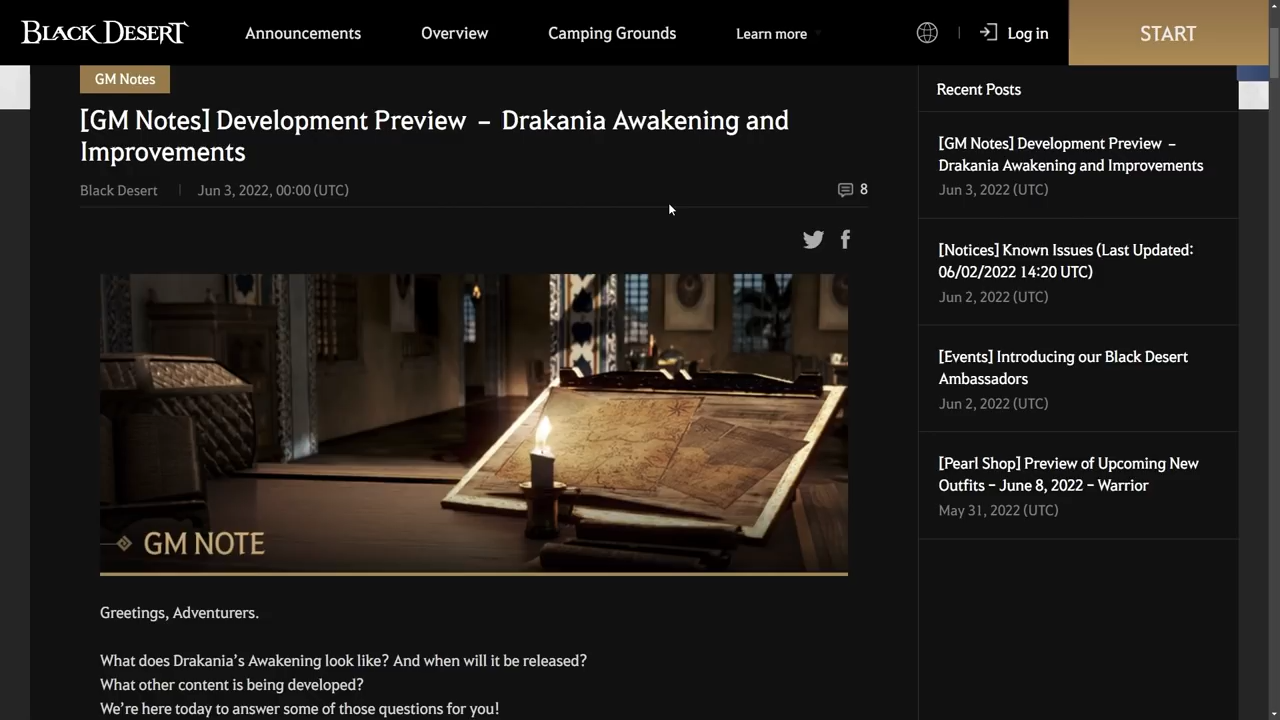 BLACK DESERT
Announcements
Overview
Camping Grounds
Learn more
Log in
START
GM Notes
[GM Notes] Development Preview – Drakania Awakening and
Improvements
Black Desert
Jun 3, 2022, 00:00 (UTC)
8
GM NOTE
Greetings, Adventurers.
What does Drakania's Awakening look like? And when will it be released?
What other content is being developed?
We're here today to answer some of those questions for you!
Recent Posts
[GM Notes] Development Preview –
Drakania Awakening and Improvements
Jun 3, 2022 (UTC)
[Notices] Known Issues (Last Updated:
06/02/2022 14:20 UTC)
Jun 2, 2022 (UTC)
[Events] Introducing our Black Desert
Ambassadors
Jun 2, 2022 (UTC)
[Pearl Shop] Preview of Upcoming New
Outfits – June 8, 2022 – Warrior
May 31, 2022 (UTC)